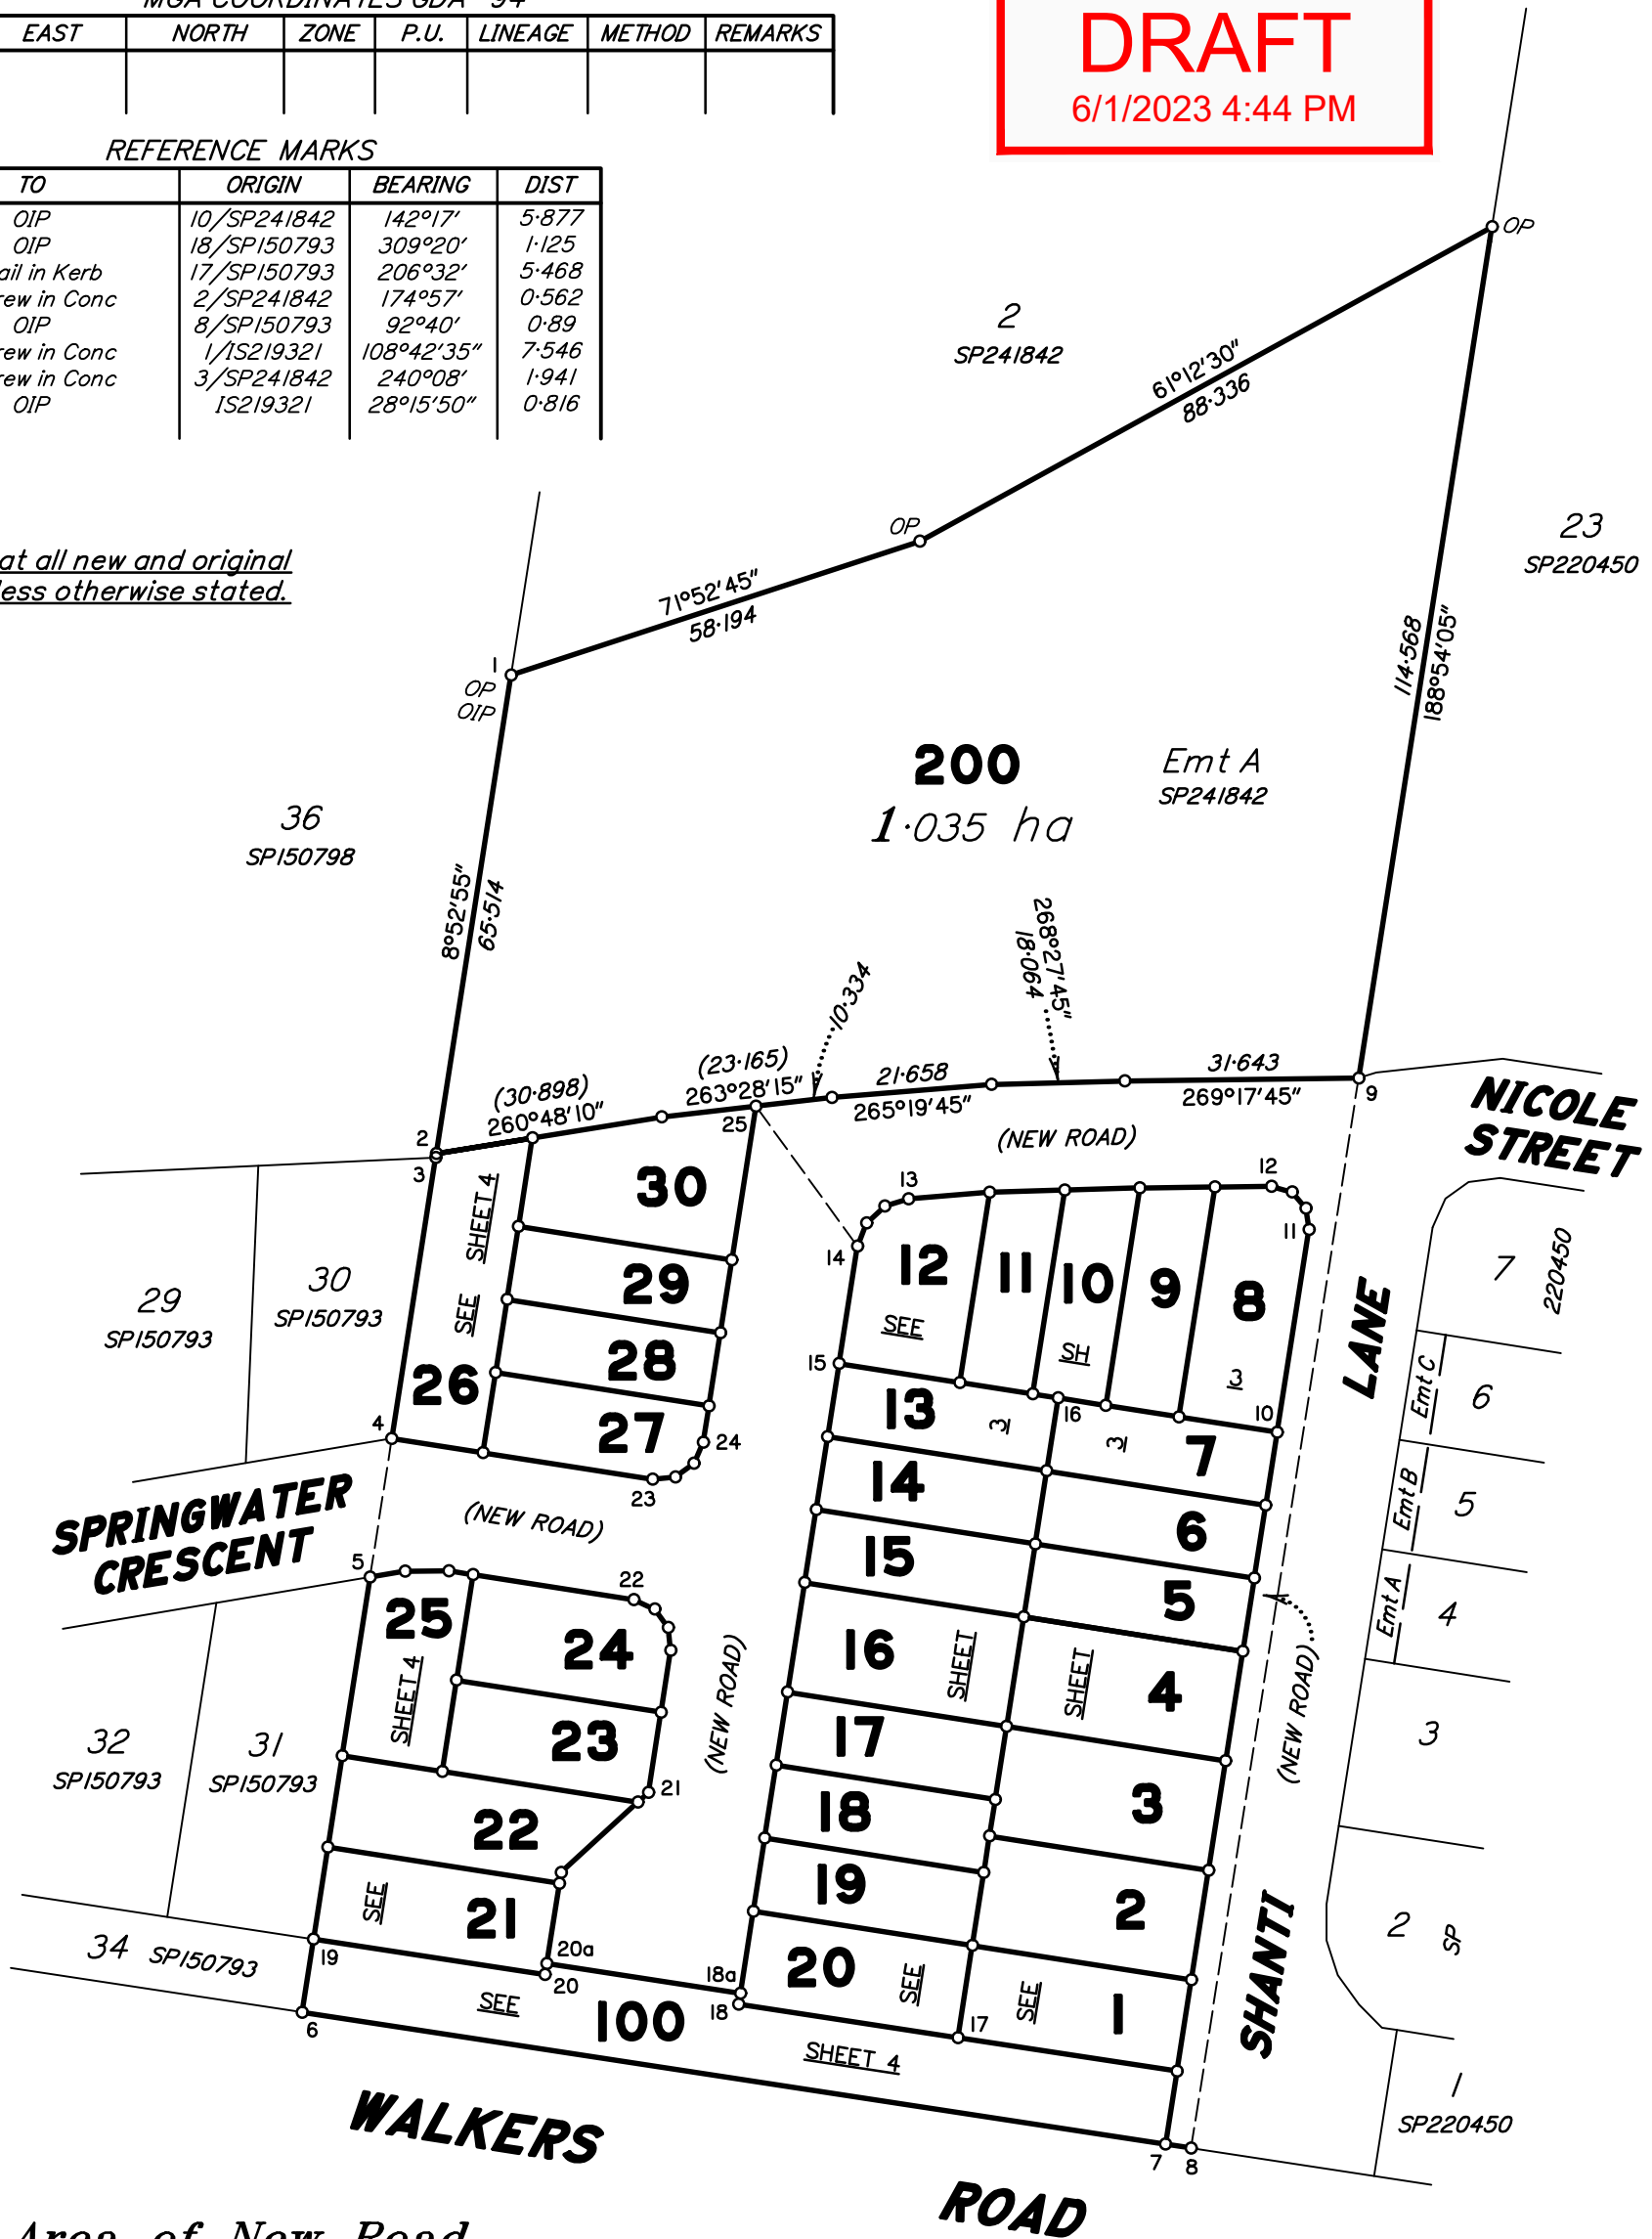 MGA COORDINATES GDA '94
EAST NORTH ZONE P.U. LINEAGE METHOD REMARKS
DRAFT
6/1/2023 4:44 PM
REFERENCE MARKS
TO ORIGIN BEARING DIST
OIP 10/SP241842 142°17' 5·877
OIP 18/SP150793 309°20' 1·125
ail in Kerb 17/SP150793 206°32' 5·468
rew in Conc 2/SP241842 174°57' 0·562
OIP 8/SP150793 92°40' 0·89
rew in Conc 1/IS219321 108°42'35" 7·546
rew in Conc 3/SP241842 240°08' 1·941
OIP IS219321 28°15'50" 0·816
at all new and original
less otherwise stated.
OP
2
SP241842
61°12'30"
88·336
OP
23
SP220450
71°52'45"
58·194
1
OP
OIP
114·568
188°54'05"
200
1·035 ha
Emt A
SP241842
36
SP150798
8°52'55"
65·514
268°27'45"
18·064
10·334
(30·898)
260°48'10"
(23·165)
263°28'15"
21·658
265°19'45"
31·643
269°17'45"
2
3
25
9
NICOLE
STREET
(NEW ROAD)
13
12
11
14
30
SHEET 4
SEE
29
28
27
26
12
SEE
11
10
SH
9
8
3
7
220450
29
SP150793
30
SP150793
15
16
10
LANE
Emt C
6
4
24
23
13
3
3
7
14
6
Emt B
5
SPRINGWATER
CRESCENT
(NEW ROAD)
5
22
25
SHEET 4
24
15
5
Emt A
4
16
SHEET
SHEET
4
(NEW ROAD)
(NEW ROAD)
32
SP150793
31
SP150793
23
21
17
3
3
22
18
SEE
21
19
2
2 SP
34 SP150793
19
20a
20
18a
18
20
SEE
SEE
1
17
SHANTI
SEE
100
6
SHEET 4
1
SP220450
7
8
WALKERS
ROAD
Area of New Road